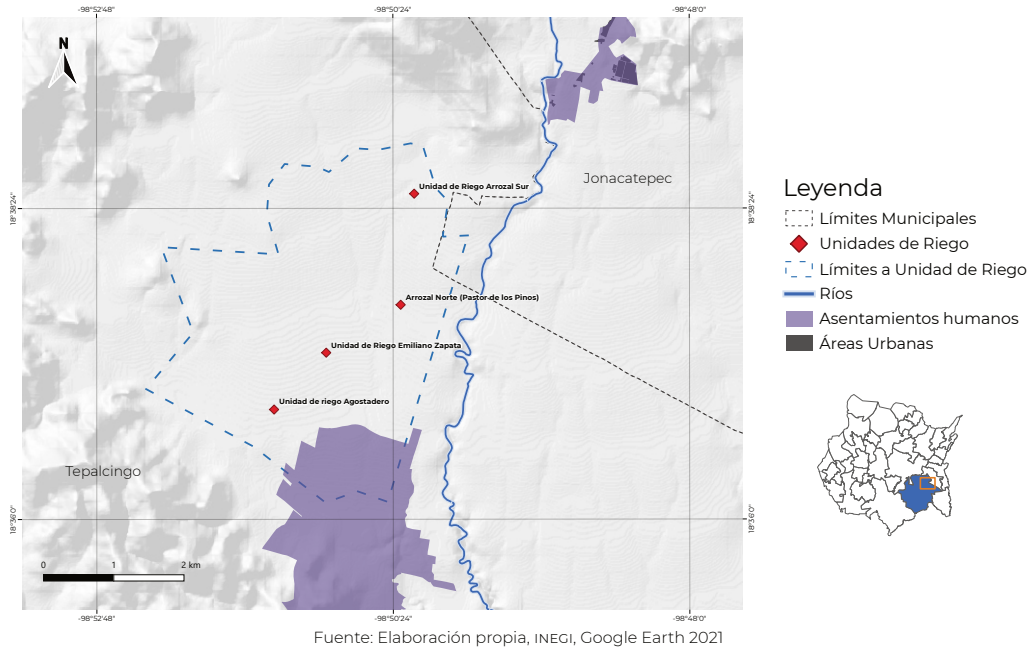 -98°52'48" -98°50'24" -98°48'0"
N
Jonacatepec
Unidad de Riego Arrozal Sur
18°38'24" 18°38'24"
Arrozal Norte (Pastor de los Pinos)
Unidad de Riego Emiliano Zapata
Unidad de riego Agostadero
Tepalcingo
18°36'0" 18°36'0"
0 1 2 km
-98°52'48" -98°50'24" -98°48'0"
Leyenda
Límites Municipales
Unidades de Riego
Límites a Unidad de Riego
Ríos
Asentamientos humanos
Áreas Urbanas
Fuente: Elaboración propia, INEGI, Google Earth 2021